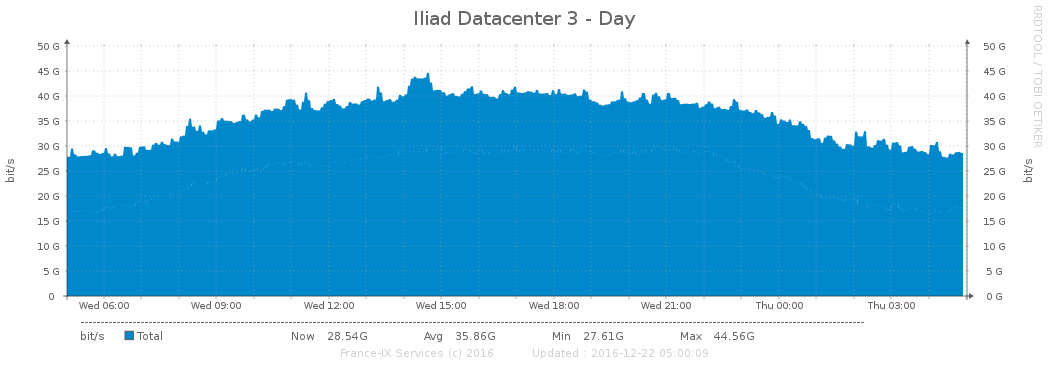 Iliad Datacenter 3 - Day
RRDTOOL / TOBI OETIKER
50 G 50 G
45 G 45 G
40 G 40 G
35 G 35 G
30 G 30 G
25 G 25 G
20 G 20 G
15 G 15 G
10 G 10 G
5 G 5 G
0 0 G
bit/s bit/s
Wed 06:00 Wed 09:00 Wed 12:00 Wed 15:00 Wed 18:00 Wed 21:00 Thu 00:00 Thu 03:00
bit/s Total Now 28.54G Avg 35.86G Min 27.61G Max 44.56G
France-IX Services (c) 2016 Updated : 2016-12-22 05:00:09